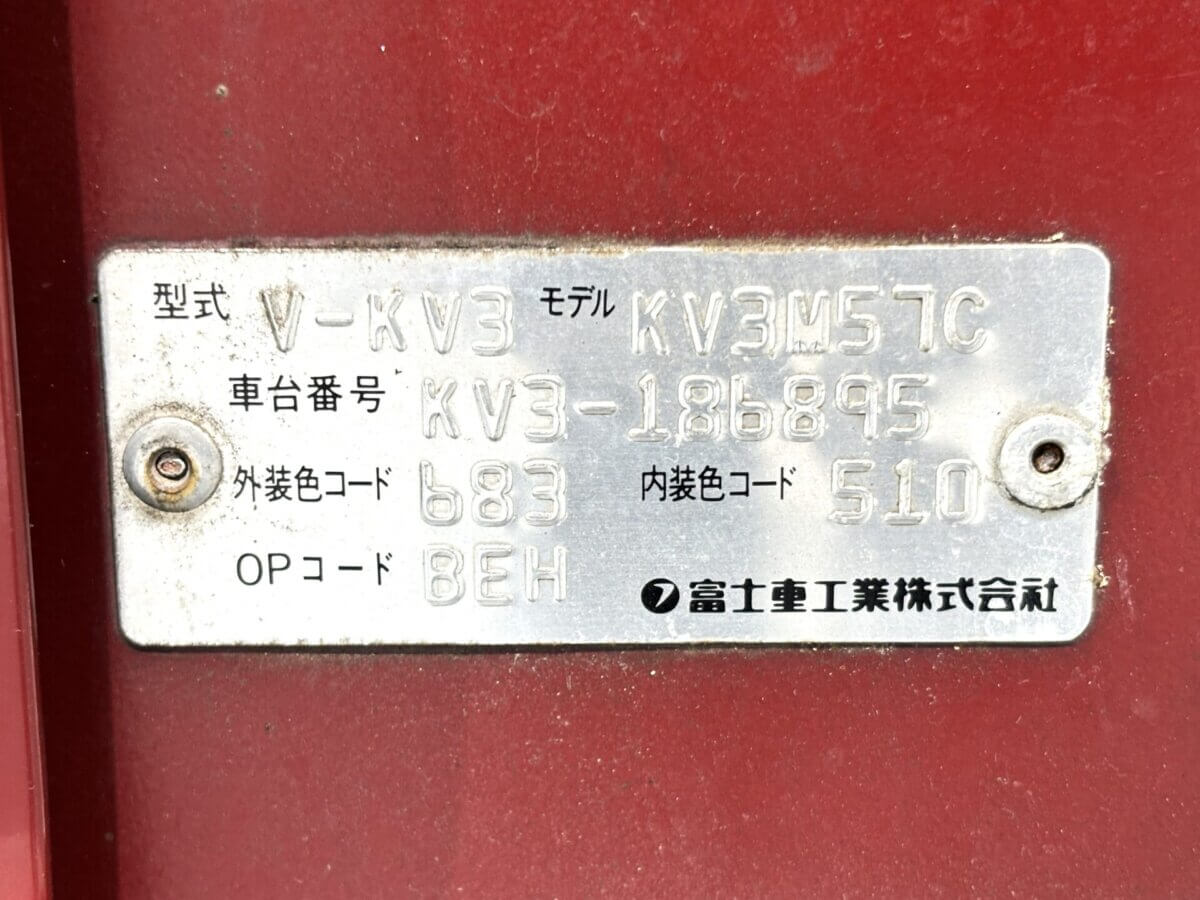 型式 V-KV3 モデル KV3M57C
車台番号 KV3-186895
外装色コード 683 内装色コード 510
OPコード BEH
富士重工業株式会社